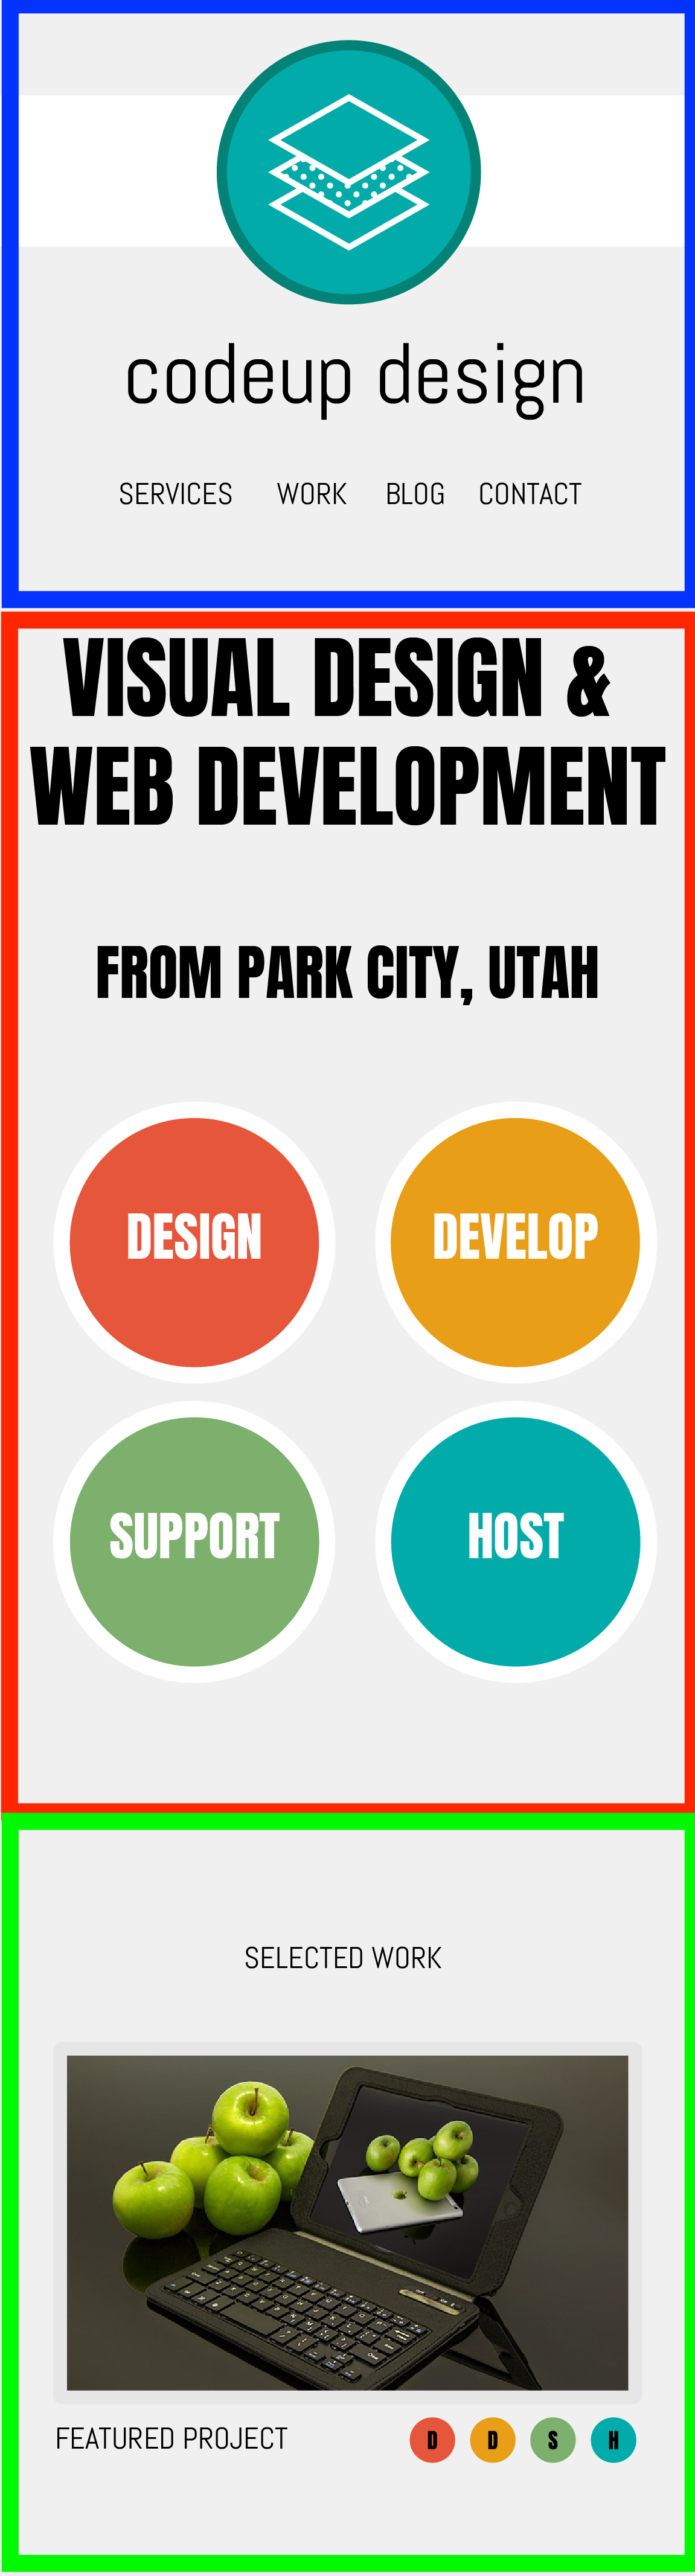 codeup design
SERVICES WORK BLOG CONTACT
VISUAL DESIGN &
WEB DEVELOPMENT
FROM PARK CITY, UTAH
DESIGN DEVELOP
SUPPORT HOST
SELECTED WORK
FEATURED PROJECT D D S H